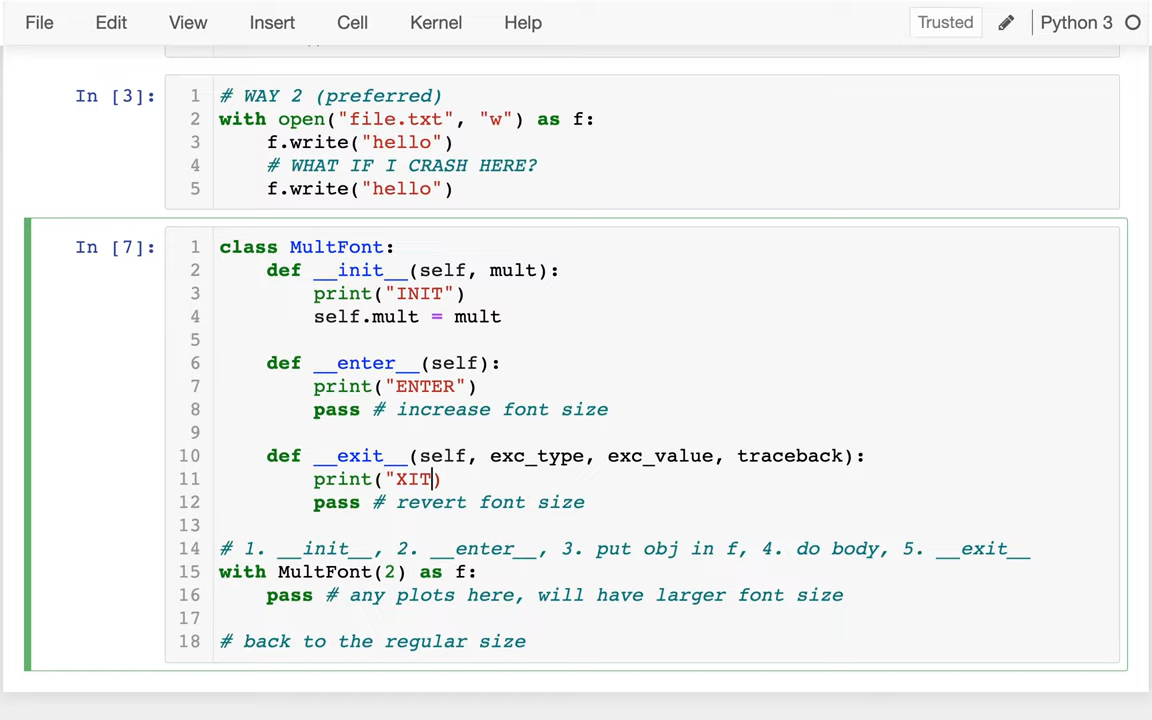 File Edit View Insert Cell Kernel Help Trusted Python 3
In [3]:
1 # WAY 2 (preferred)
2 with open("file.txt", "w") as f:
3     f.write("hello")
4     # WHAT IF I CRASH HERE?
5     f.write("hello")
In [7]:
1 class MultFont:
2     def __init__(self, mult):
3         print("INIT")
4         self.mult = mult
5
6     def __enter__(self):
7         print("ENTER")
8         pass # increase font size
9
10     def __exit__(self, exc_type, exc_value, traceback):
11         print("XIT)
12         pass # revert font size
13
14 # 1. __init__, 2. __enter__, 3. put obj in f, 4. do body, 5. __exit__
15 with MultFont(2) as f:
16     pass # any plots here, will have larger font size
17
18 # back to the regular size